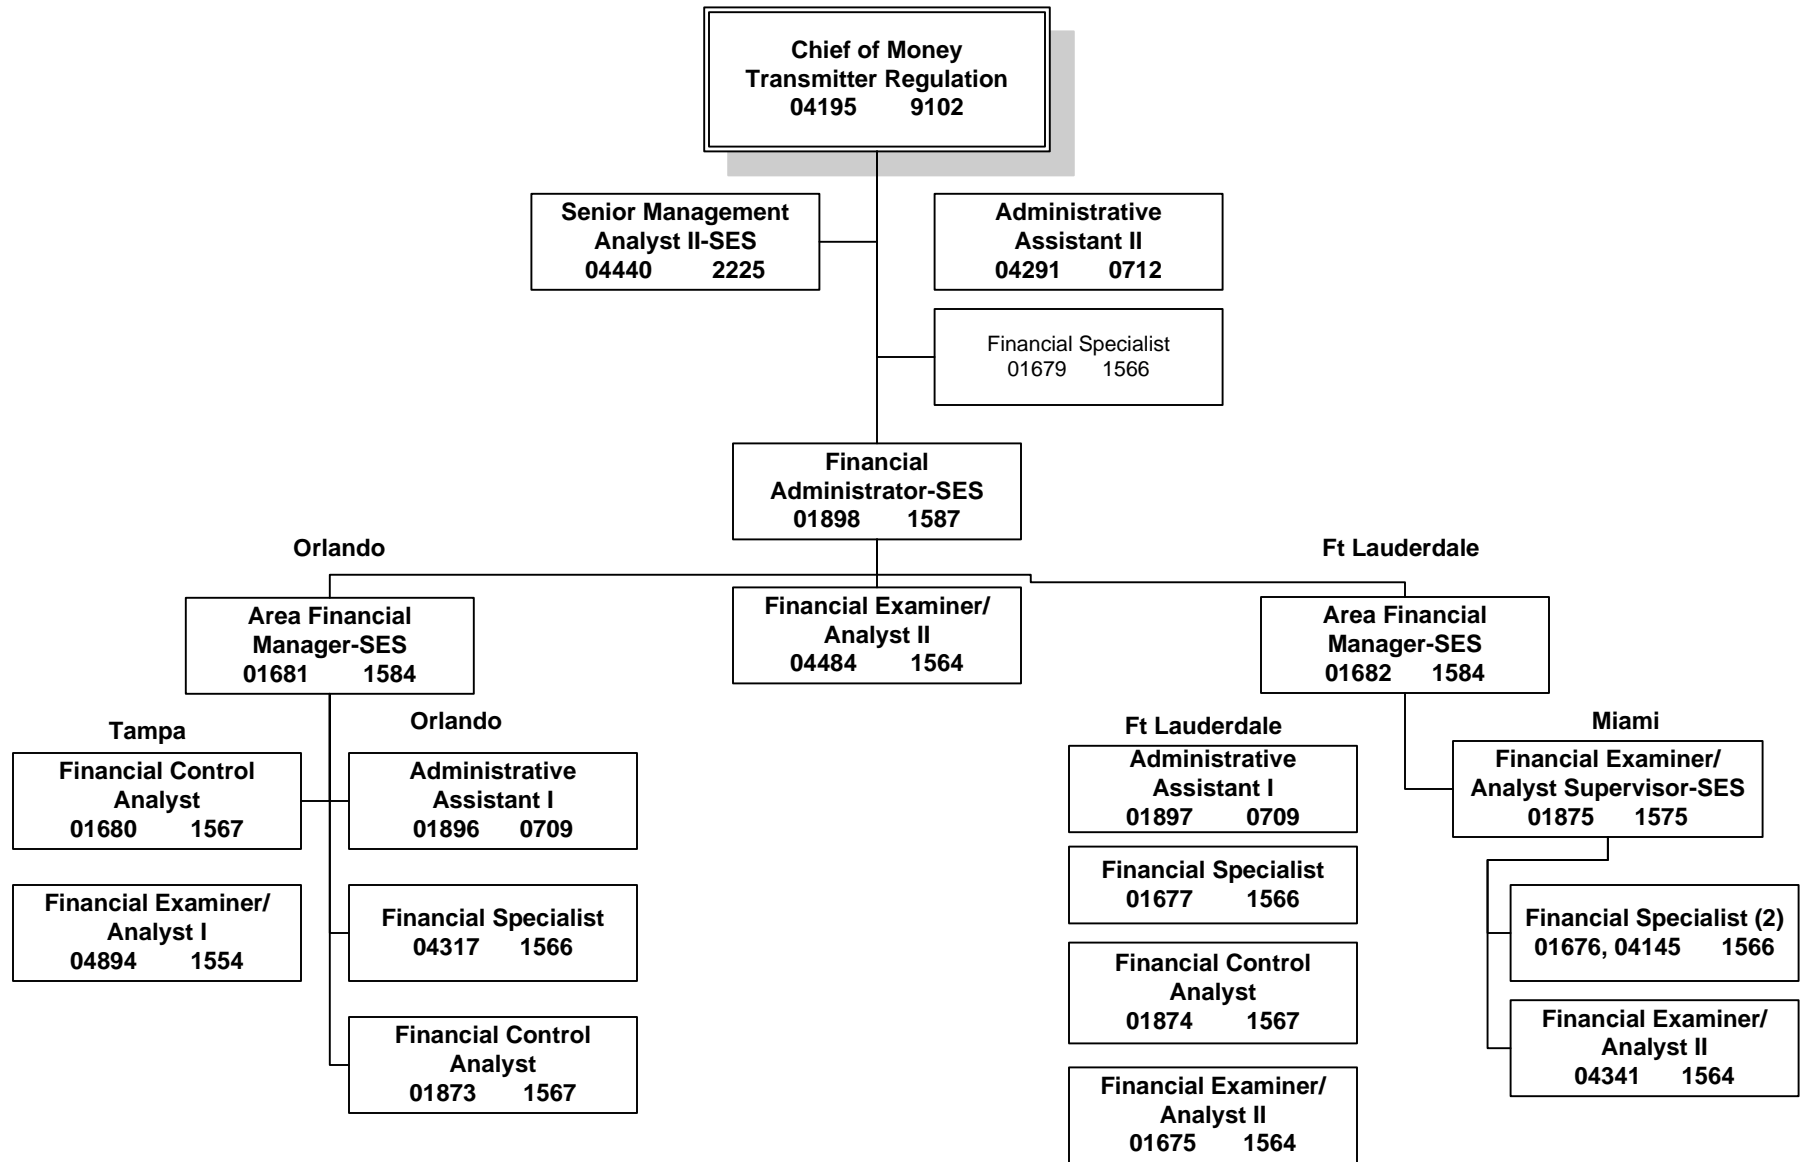 Chief of Money
Transmitter Regulation
04195 9102
Senior Management
Analyst II-SES
04440 2225
Administrative
Assistant II
04291 0712
Financial Specialist
01679 1566
Financial
Administrator-SES
01898 1587
Orlando
Ft Lauderdale
Area Financial
Manager-SES
01681 1584
Financial Examiner/
Analyst II
04484 1564
Area Financial
Manager-SES
01682 1584
Tampa
Financial Control
Analyst
01680 1567
Financial Examiner/
Analyst I
04894 1554
Orlando
Administrative
Assistant I
01896 0709
Financial Specialist
04317 1566
Financial Control
Analyst
01873 1567
Ft Lauderdale
Administrative
Assistant I
01897 0709
Financial Specialist
01677 1566
Financial Control
Analyst
01874 1567
Financial Examiner/
Analyst II
01675 1564
Miami
Financial Examiner/
Analyst Supervisor-SES
01875 1575
Financial Specialist (2)
01676, 04145 1566
Financial Examiner/
Analyst II
04341 1564